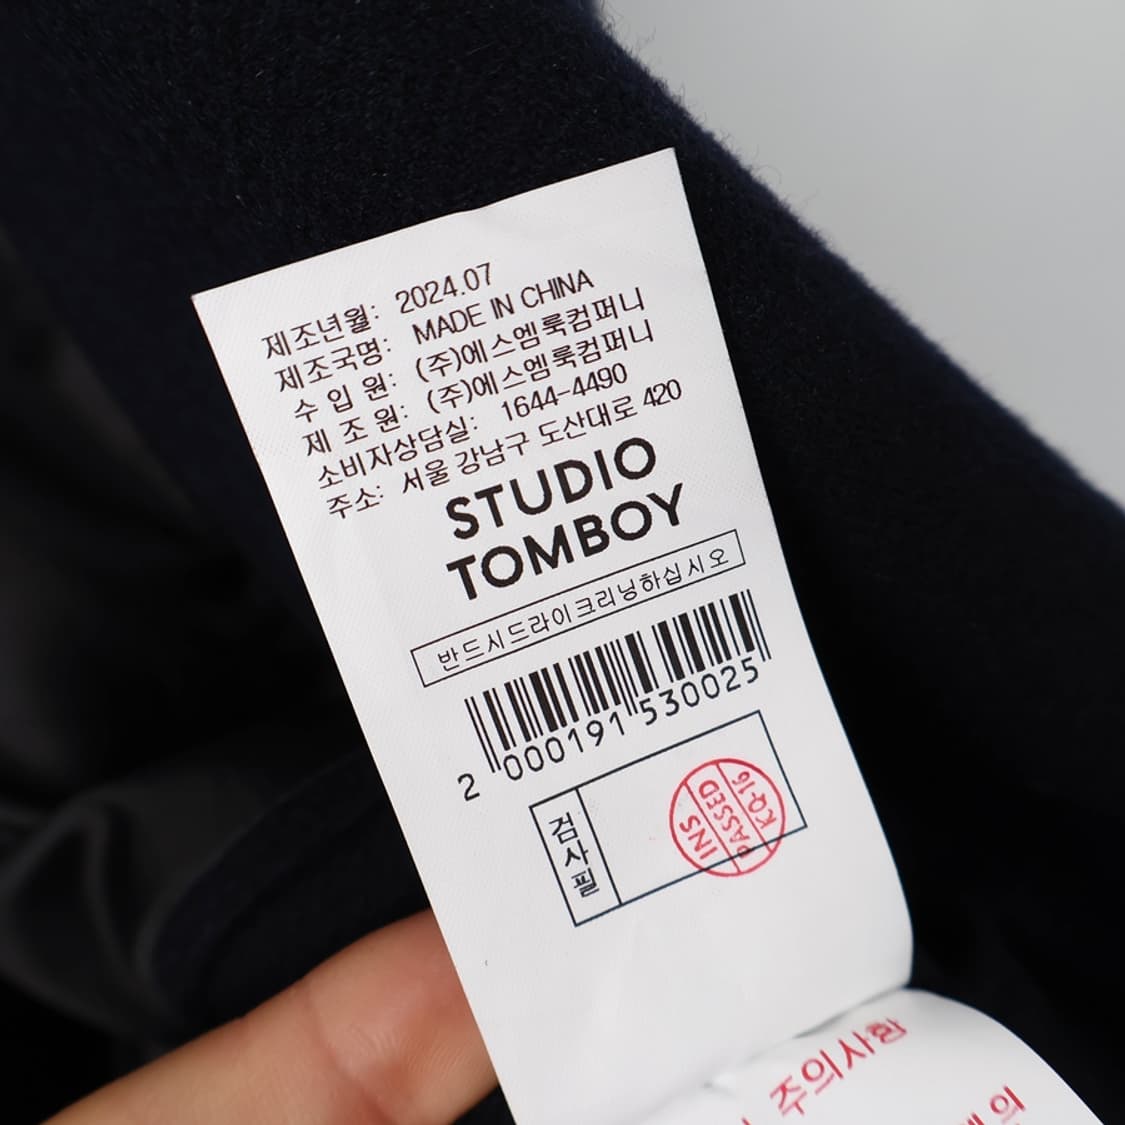 제조년월: 2024.07
제조국명: MADE IN CHINA
수 입 원: (주)에스엠룩컴퍼니
제 조 원: (주)에스엠룩컴퍼니
소비자상담실: 1644-4490
주소: 서울 강남구 도산대로 420
STUDIO
TOMBOY
반드시드라이크리닝하십시오
2 000191 530025
검사필
INS
PASSED
KQ-16
주의사항